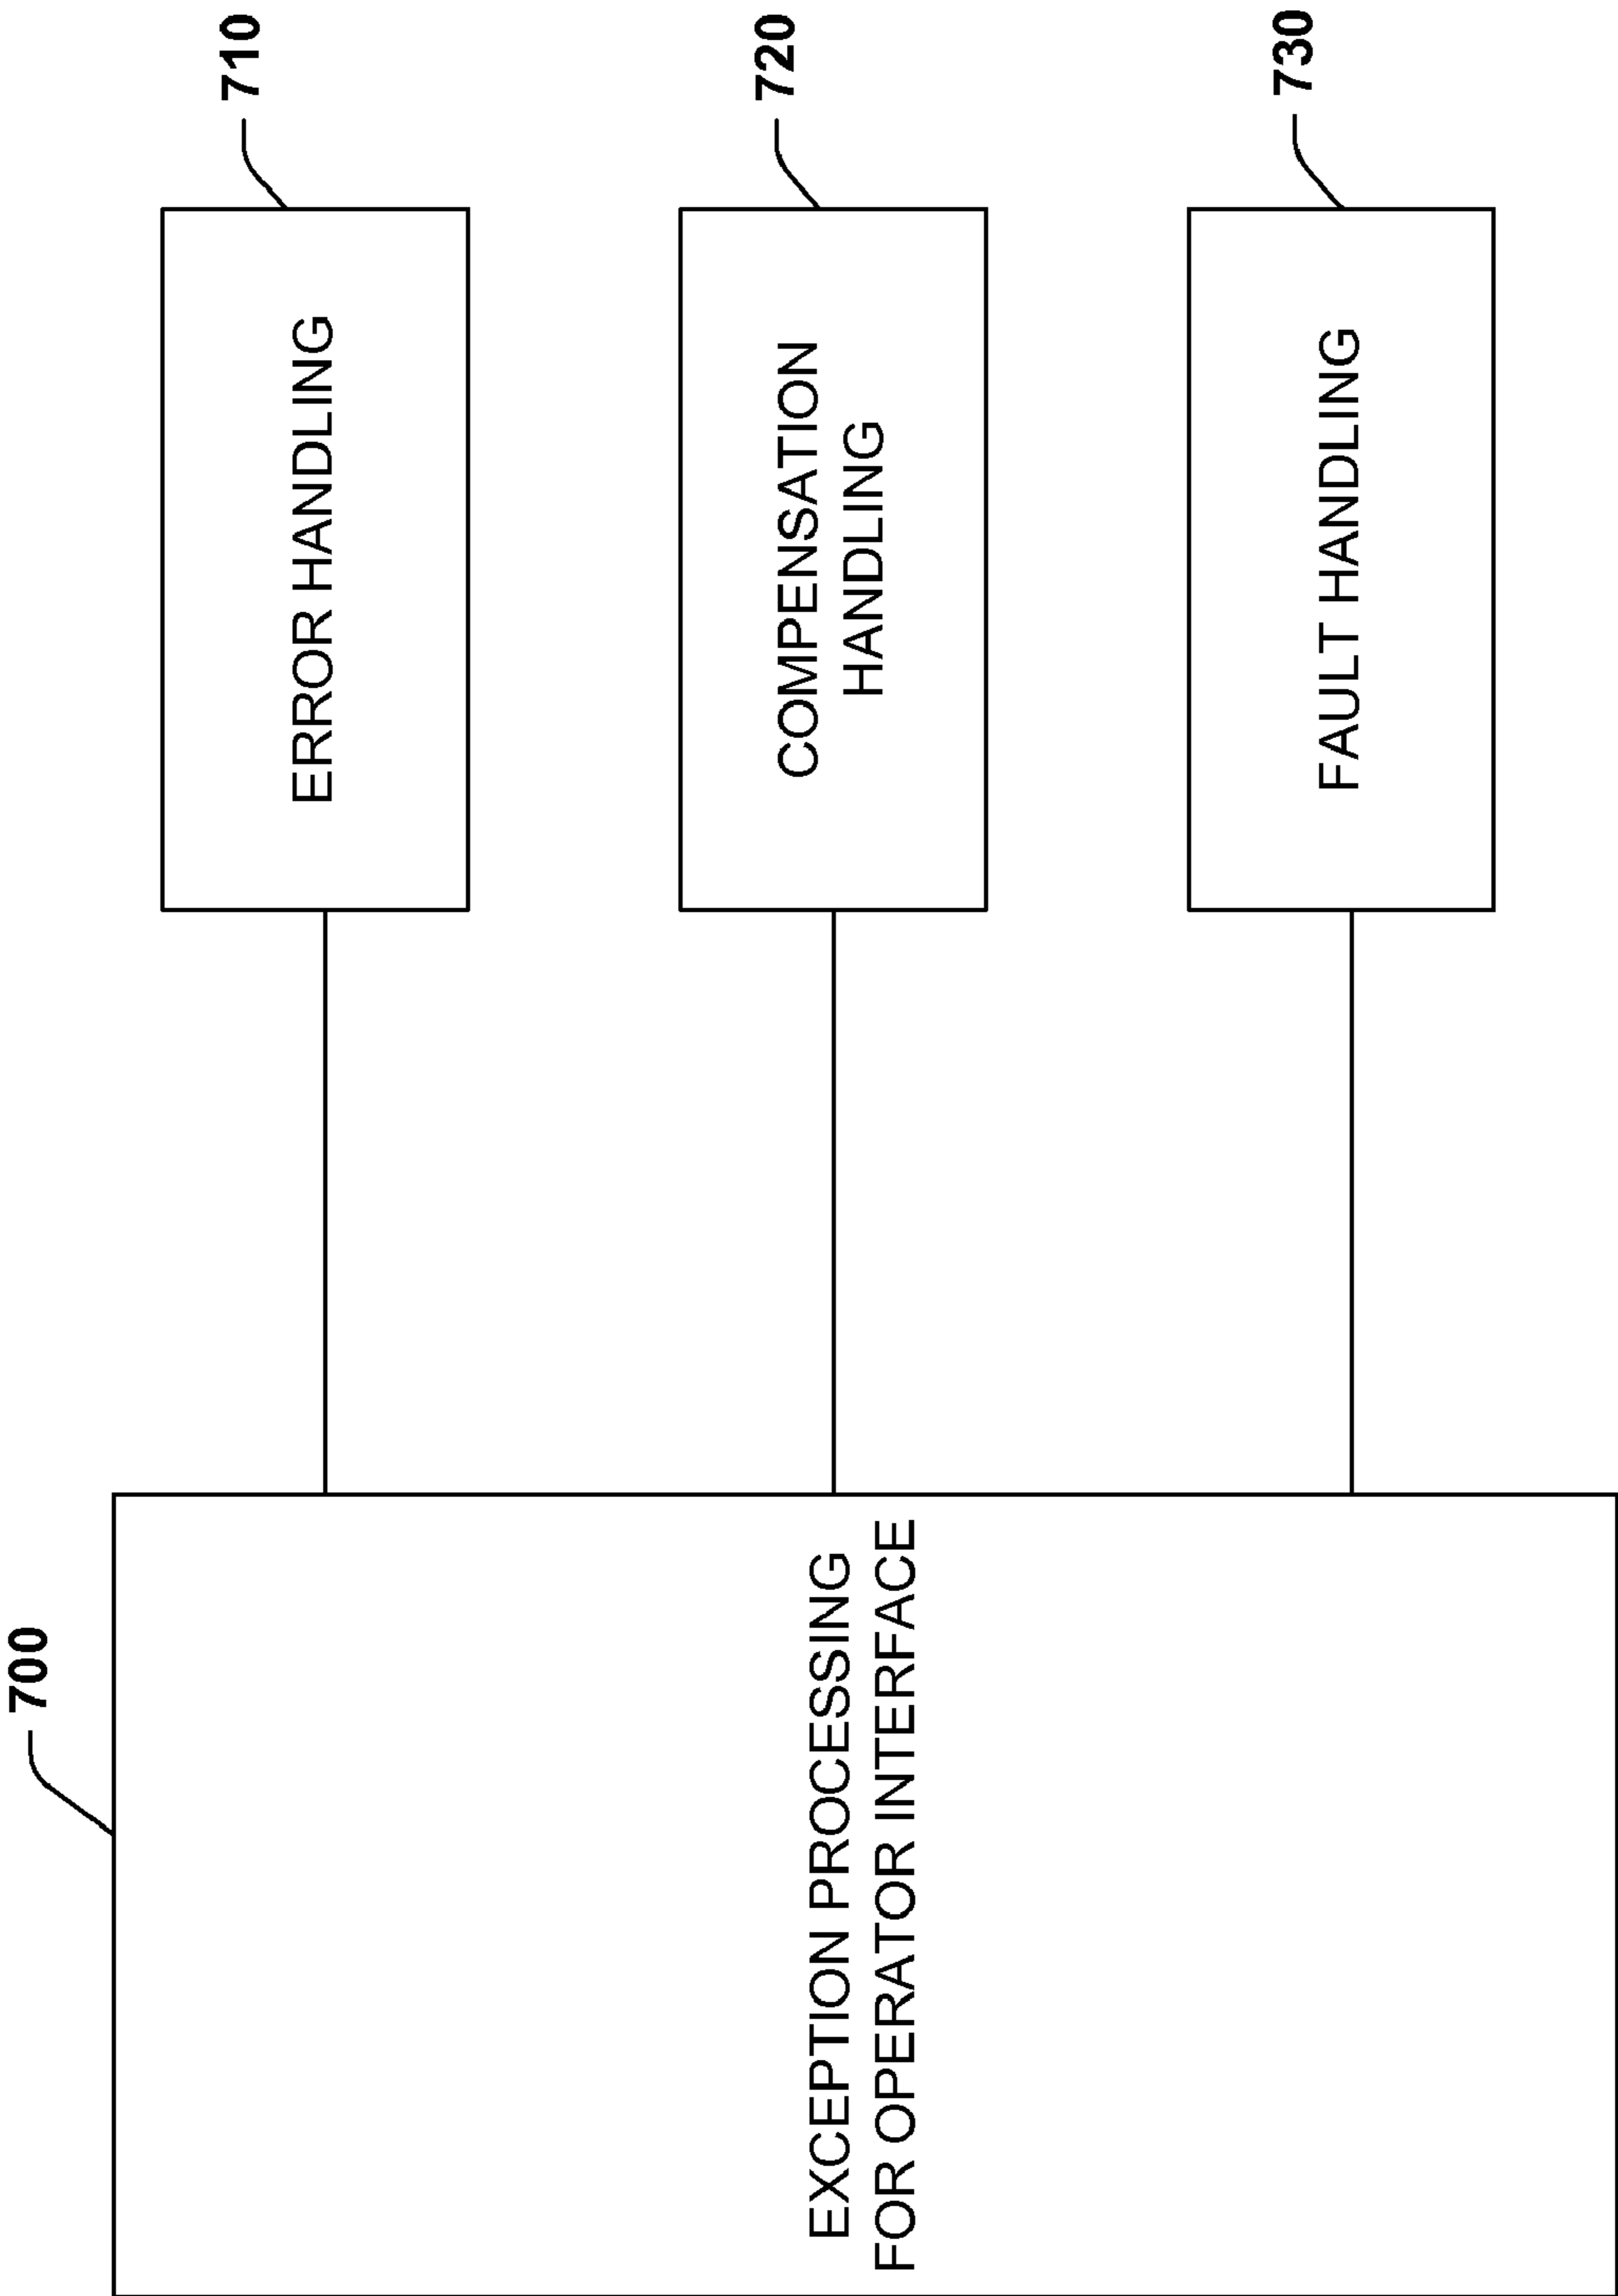 700
EXCEPTION PROCESSING
FOR OPERATOR INTERFACE
710
ERROR HANDLING
720
COMPENSATION
HANDLING
730
FAULT HANDLING